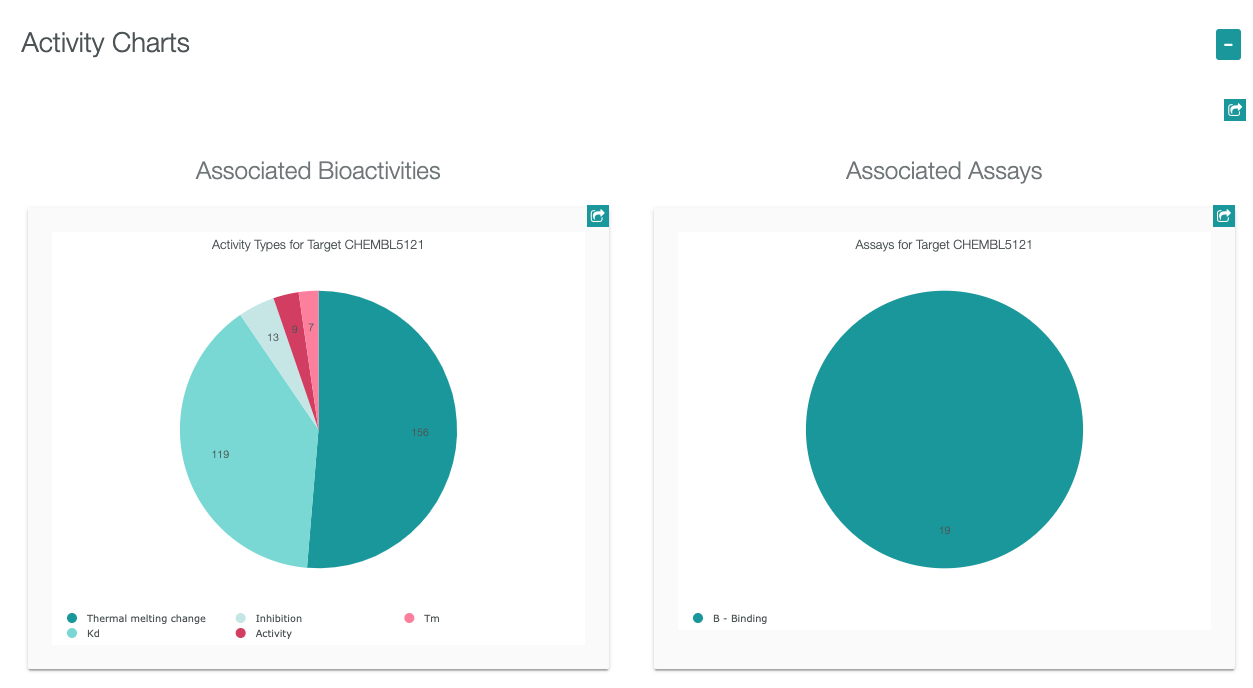 Activity Charts
Associated Bioactivities
Activity Types for Target CHEMBL5121
13
9
7
156
119
Thermal melting change
Inhibition
Tm
Kd
Activity
Associated Assays
Assays for Target CHEMBL5121
19
B - Binding